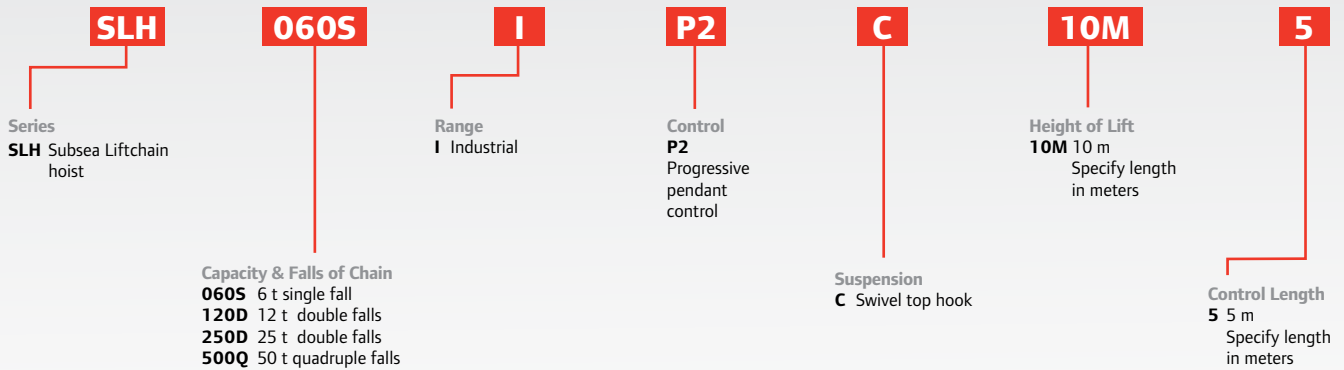 SLH 060S I P2 C 10M 5
Series
SLH Subsea Liftchain
hoist
Capacity & Falls of Chain
060S 6 t single fall
120D 12 t double falls
250D 25 t double falls
500Q 50 t quadruple falls
Range
I Industrial
Control
P2
Progressive
pendant
control
Suspension
C Swivel top hook
Height of Lift
10M 10 m
Specify length
in meters
Control Length
5 5 m
Specify length
in meters